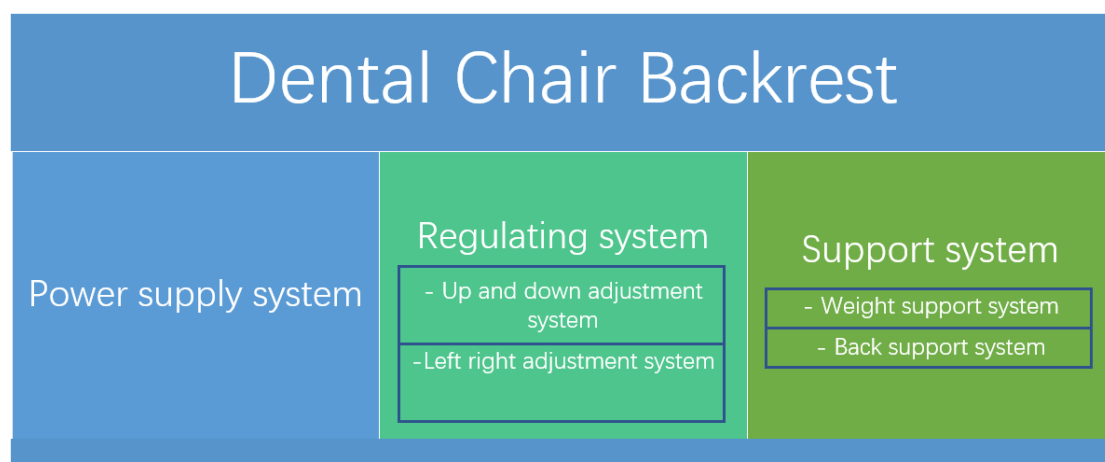 Dental Chair Backrest
Power supply system
Regulating system
- Up and down adjustment
system
-Left right adjustment system
Support system
- Weight support system
- Back support system